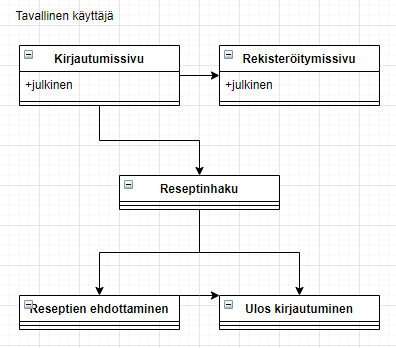 Tavallinen käyttäjä
Kirjautumissivu
Rekisteröitymissivu
+julkinen
+julkinen
Reseptinhaku
Reseptien ehdottaminen
Ulos kirjautuminen